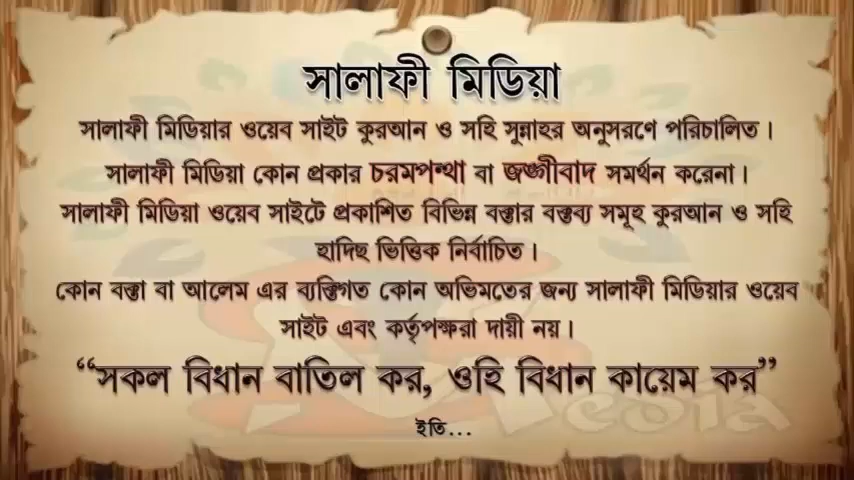 সালাফী মিডিয়া
সালাফী মিডিয়ার ওয়েব সাইট কুরআন ও সহি সুন্নাহর অনুসরণে পরিচালিত।
সালাফী মিডিয়া কোন প্রকার চরমপন্থা বা জঙ্গীবাদ সমর্থন করেনা।
সালাফী মিডিয়া ওয়েব সাইটে প্রকাশিত বিভিন্ন বক্তার বক্তব্য সমূহ কুরআন ও সহি
হাদিছ ভিত্তিক নির্বাচিত।
কোন বক্তা বা আলেম এর ব্যক্তিগত কোন অভিমতের জন্য সালাফী মিডিয়ার ওয়েব
সাইট এবং কর্তৃপক্ষরা দায়ী নয়।
“সকল বিধান বাতিল কর, ওহি বিধান কায়েম কর”
ইতি...